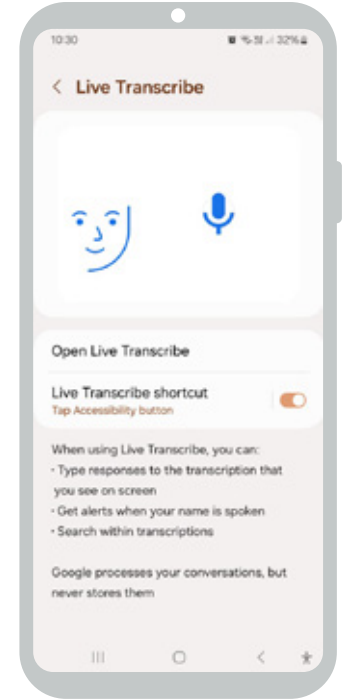 10:30
32%
Live Transcribe
Open Live Transcribe
Live Transcribe shortcut
Tap Accessibility button
When using Live Transcribe, you can:
• Type responses to the transcription that
you see on screen
• Get alerts when your name is spoken
• Search within transcriptions
Google processes your conversations, but
never stores them